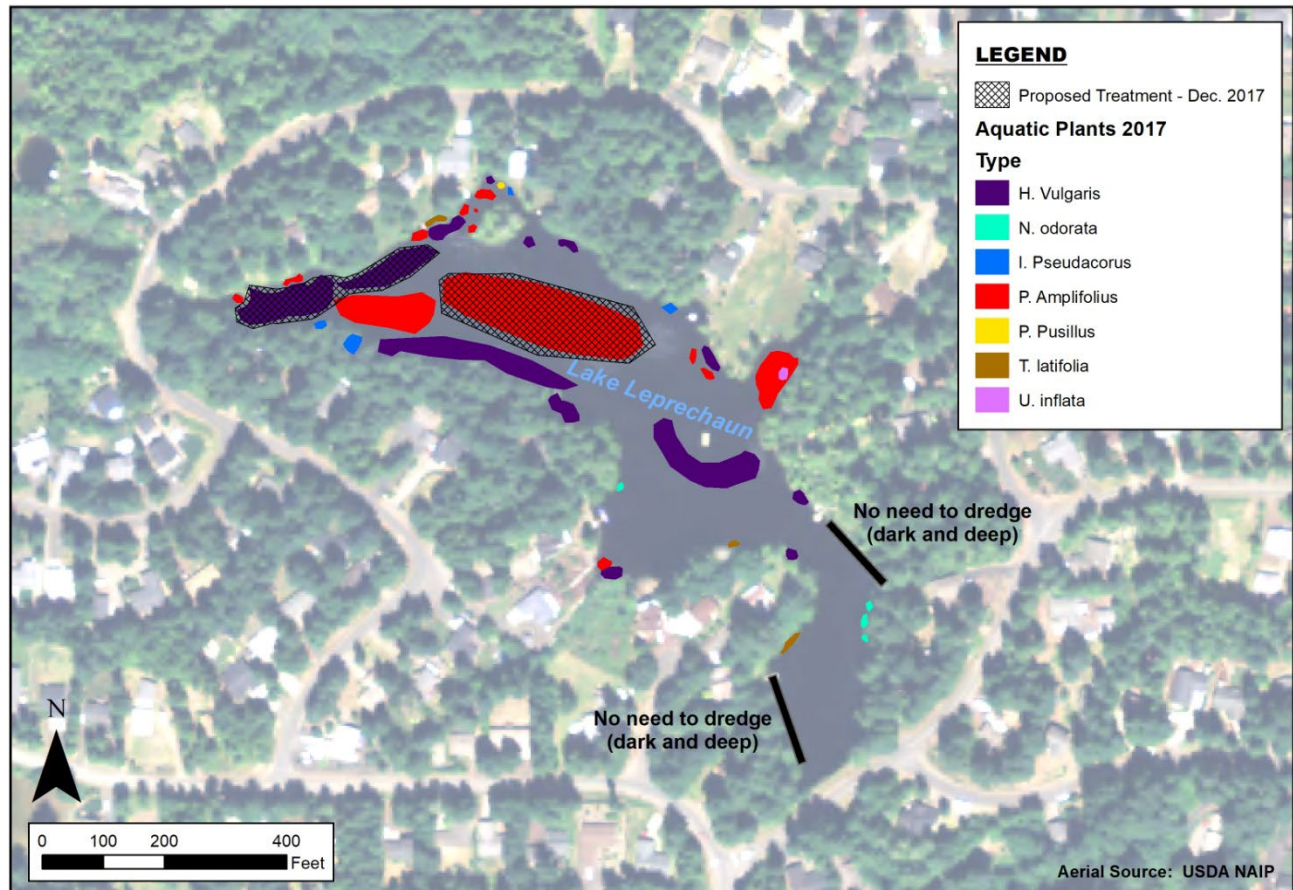 LEGEND
Proposed Treatment - Dec. 2017
Aquatic Plants 2017
Type
H. Vulgaris
N. odorata
I. Pseudacorus
P. Amplifolius
P. Pusillus
T. latifolia
U. inflata
Lake Leprechaun
No need to dredge
(dark and deep)
No need to dredge
(dark and deep)
N
0 100 200 400
Feet
Aerial Source: USDA NAIP